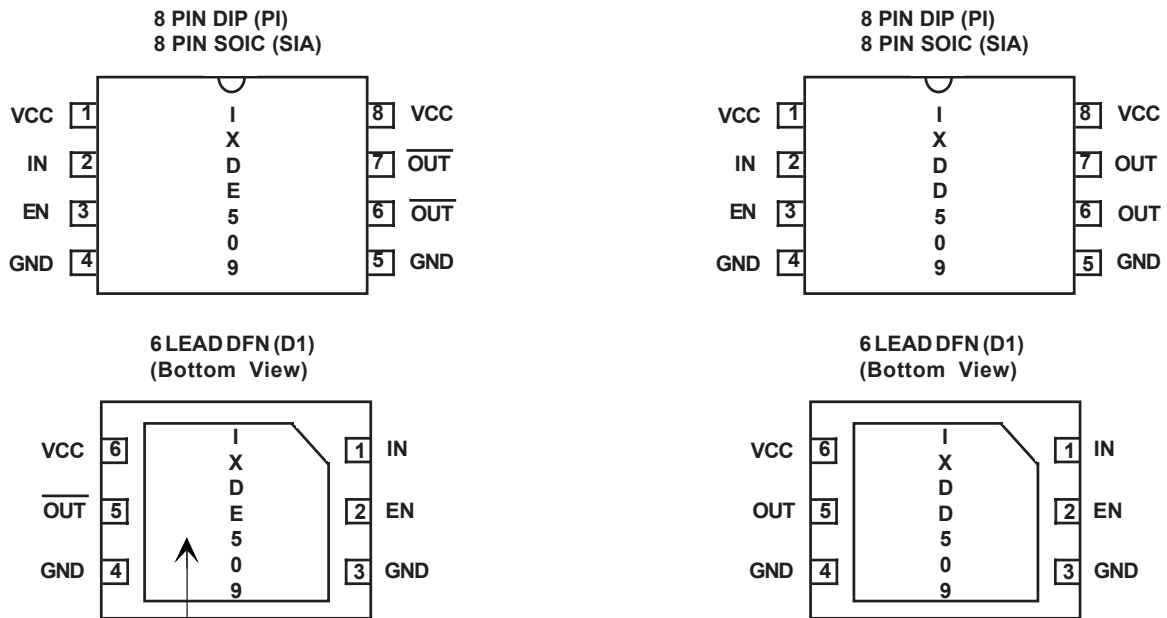 8 PIN DIP (PI)
8 PIN SOIC (SIA)
VCC 1
IN 2
EN 3
GND 4
I
X
D
E
5
0
9
8 VCC
7 O̅U̅T̅
6 O̅U̅T̅
5 GND
8 PIN DIP (PI)
8 PIN SOIC (SIA)
VCC 1
IN 2
EN 3
GND 4
I
X
D
D
5
0
9
8 VCC
7 OUT
6 OUT
5 GND
6 LEAD DFN (D1)
(Bottom View)
VCC 6
O̅U̅T̅ 5
GND 4
I
X
D
E
5
0
9
1 IN
2 EN
3 GND
6 LEAD DFN (D1)
(Bottom View)
VCC 6
OUT 5
GND 4
I
X
D
D
5
0
9
1 IN
2 EN
3 GND